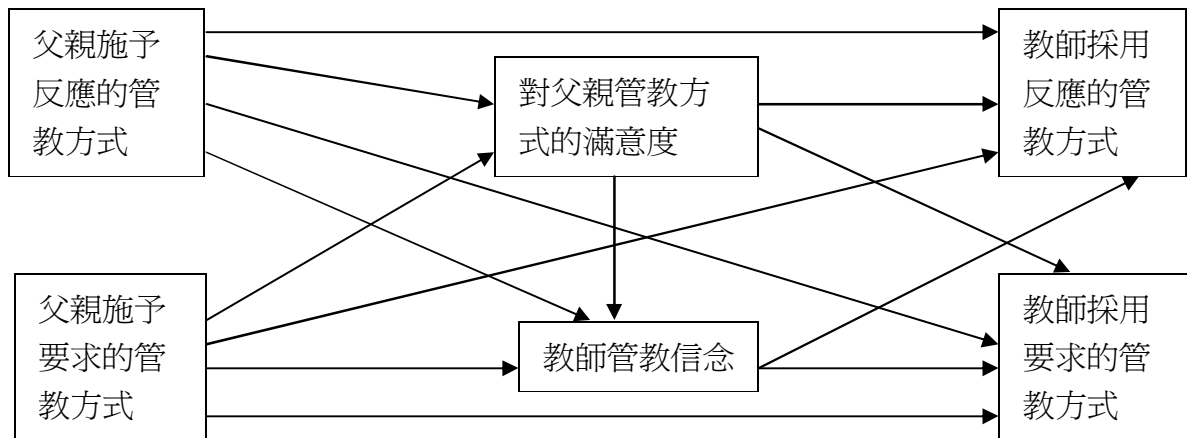 父親施予
反應的管
教方式
對父親管教方
式的滿意度
教師採用
反應的管
教方式
父親施予
要求的管
教方式
教師管教信念
教師採用
要求的管
教方式